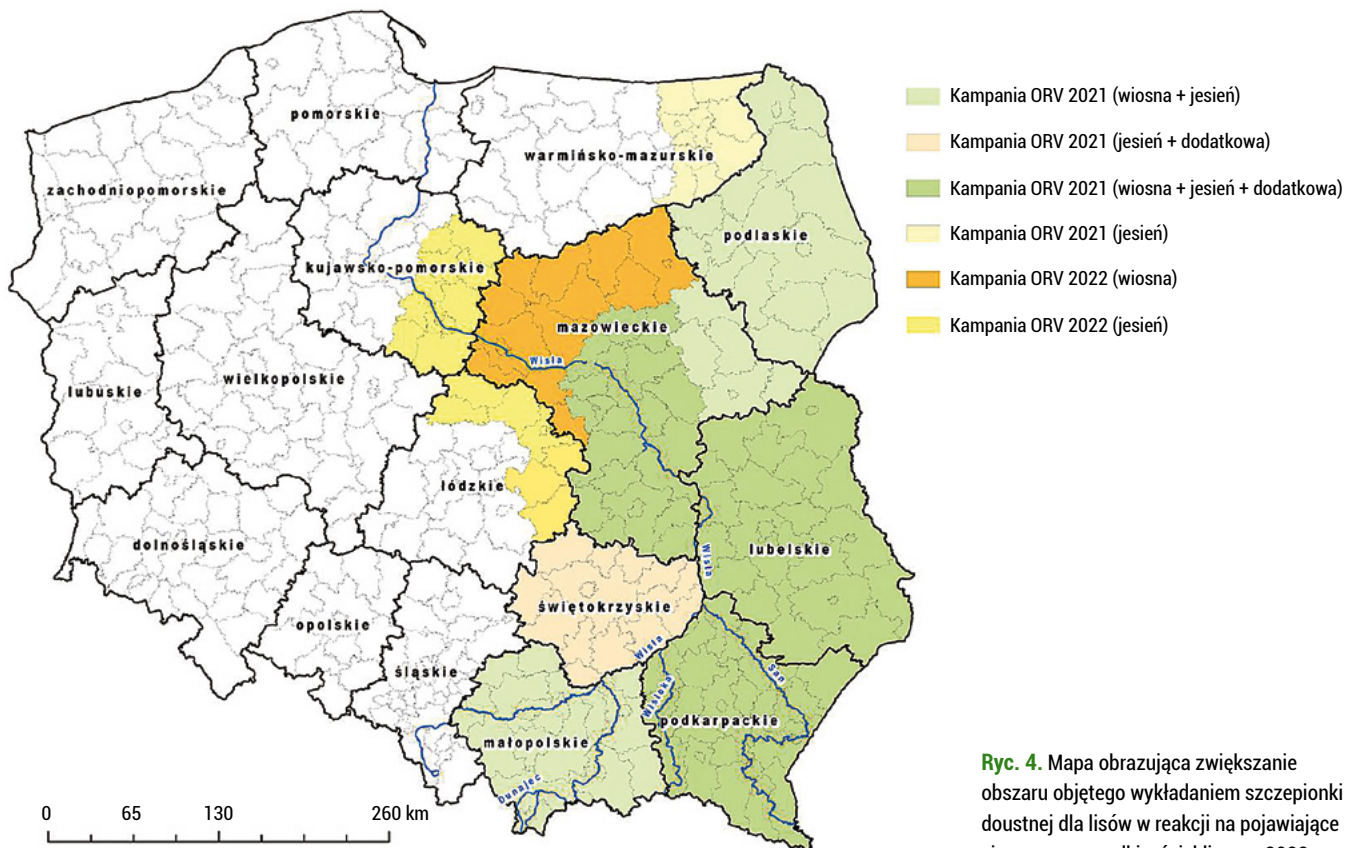 pomorskie
warmińsko-mazurskie
zachodniopomorskie
podlaskie
kujawsko-pomorskie
mazowieckie
Wisła
lubuskie
wielkopolskie
łódzkie
dolnośląskie
lubelskie
Wisła
świętokrzyskie
opolskie
śląskie
Wisła
San
Wisłoka
podkarpackie
małopolskie
Dunajec
0 65 130 260 km
Kampania ORV 2021 (wiosna + jesień)
Kampania ORV 2021 (jesień + dodatkowa)
Kampania ORV 2021 (wiosna + jesień + dodatkowa)
Kampania ORV 2021 (jesień)
Kampania ORV 2022 (wiosna)
Kampania ORV 2022 (jesień)
Ryc. 4. Mapa obrazująca zwiększanie
obszaru objętego wykładaniem szczepionki
doustnej dla lisów w reakcji na pojawiające